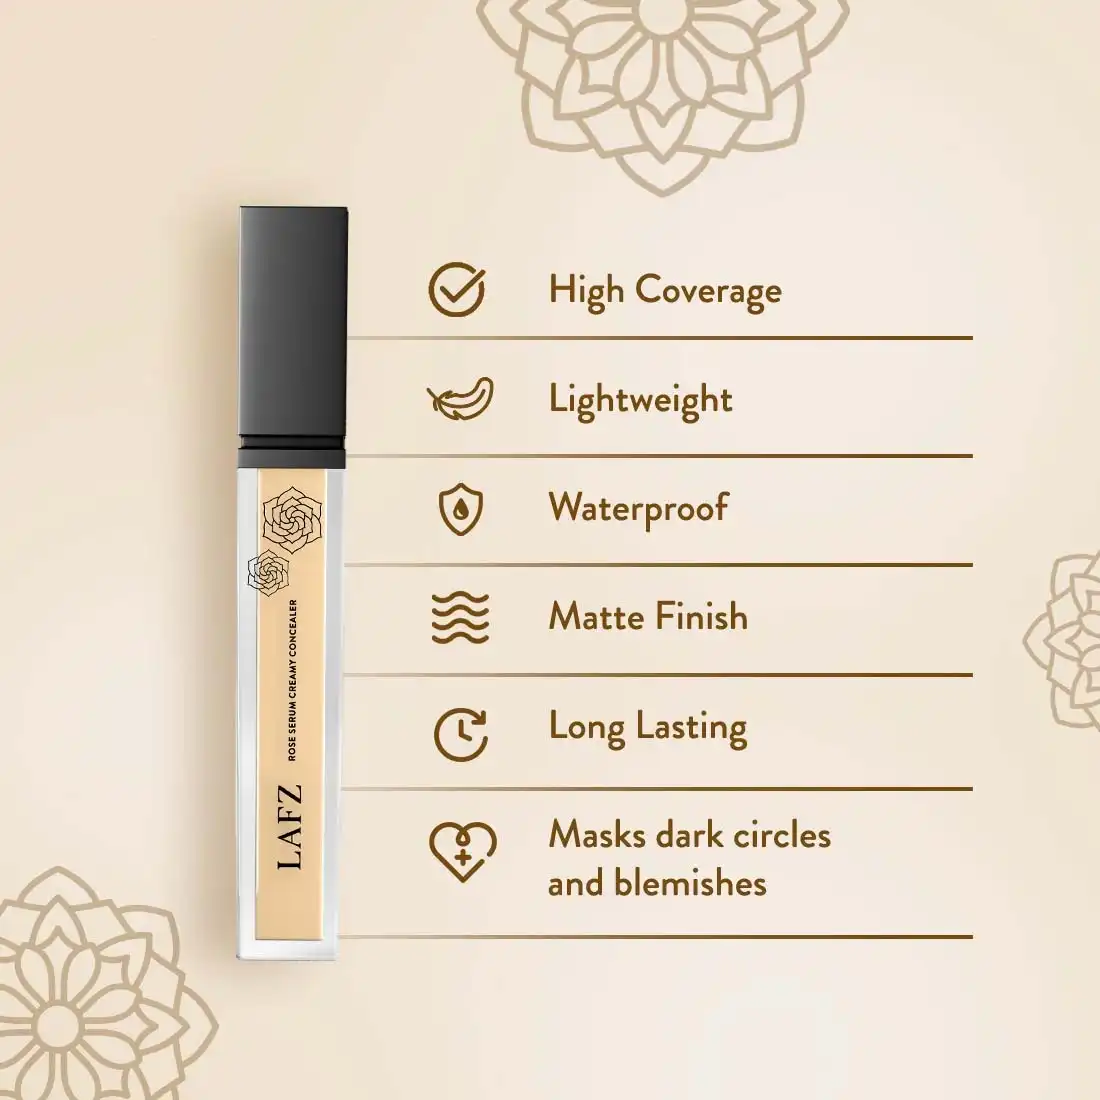 High Coverage
Lightweight
Waterproof
Matte Finish
Long Lasting
Masks dark circles
and blemishes
ROSE SERUM CREAMY CONCEALER
LAFZ